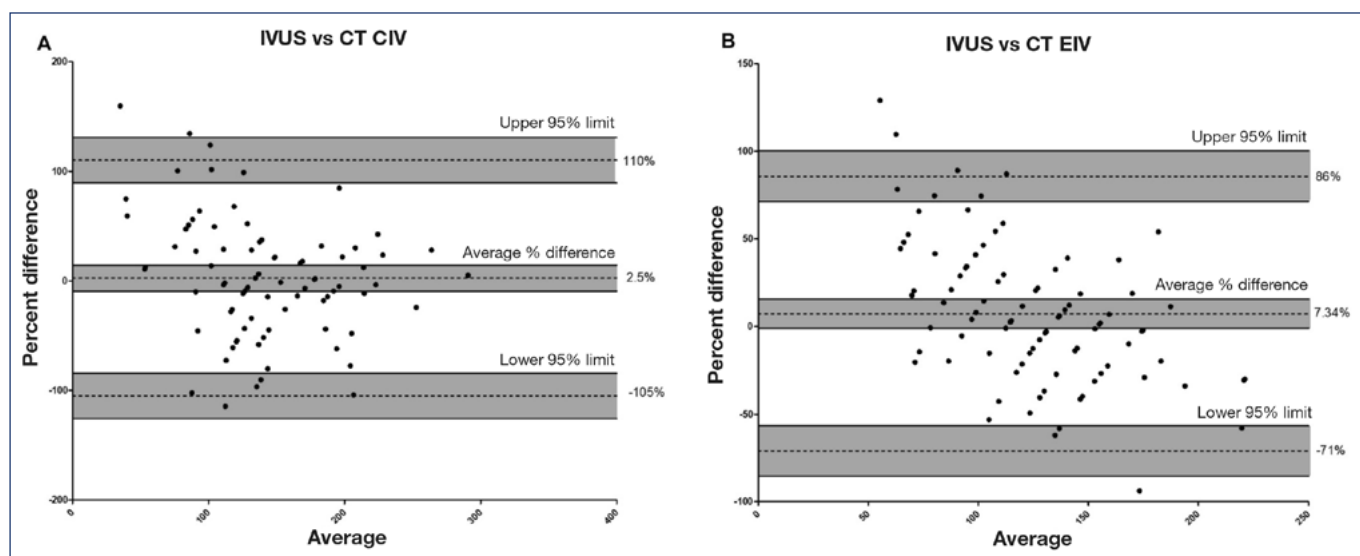 A
IVUS vs CT CIV
200
100
0
-100
-200
Percent difference
Upper 95% limit
110%
Average % difference
2.5%
Lower 95% limit
-105%
0 100 200 300 400
Average
B
IVUS vs CT EIV
150
100
50
0
-50
-100
Percent difference
Upper 95% limit
86%
Average % difference
7.34%
Lower 95% limit
-71%
0 50 100 150 200 250
Average